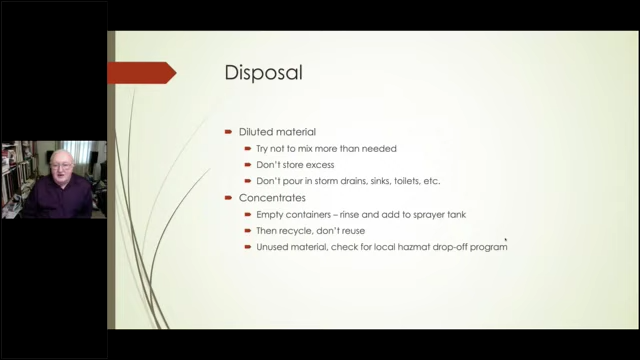 Disposal
Diluted material
Try not to mix more than needed
Don't store excess
Don't pour in storm drains, sinks, toilets, etc.
Concentrates
Empty containers – rinse and add to sprayer tank
Then recycle, don't reuse
Unused material, check for local hazmat drop-off program